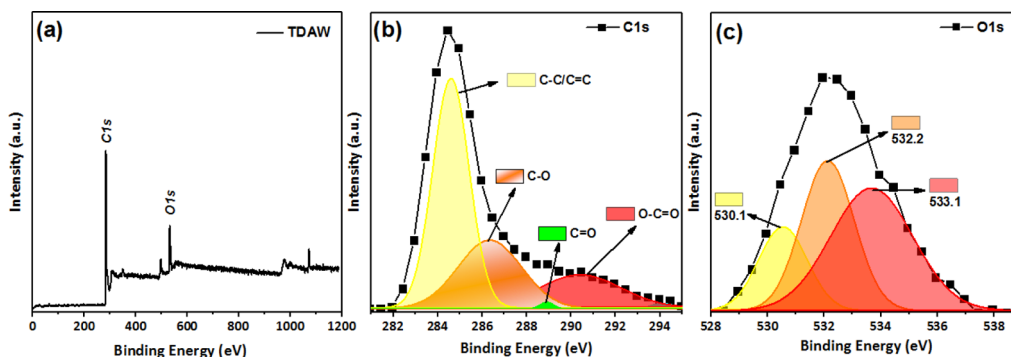 (a)
TDAW
C1s
O1s
Intensity (a.u.)
0 200 400 600 800 1000 1200
Binding Energy (eV)
(b)
C1s
C-C/C=C
C-O
O-C=O
C=O
Intensity (a.u.)
282 284 286 288 290 292 294
Binding Energy (eV)
(c)
O1s
532.2
530.1
533.1
Intensity (a.u.)
528 530 532 534 536 538
Binding Energy (eV)